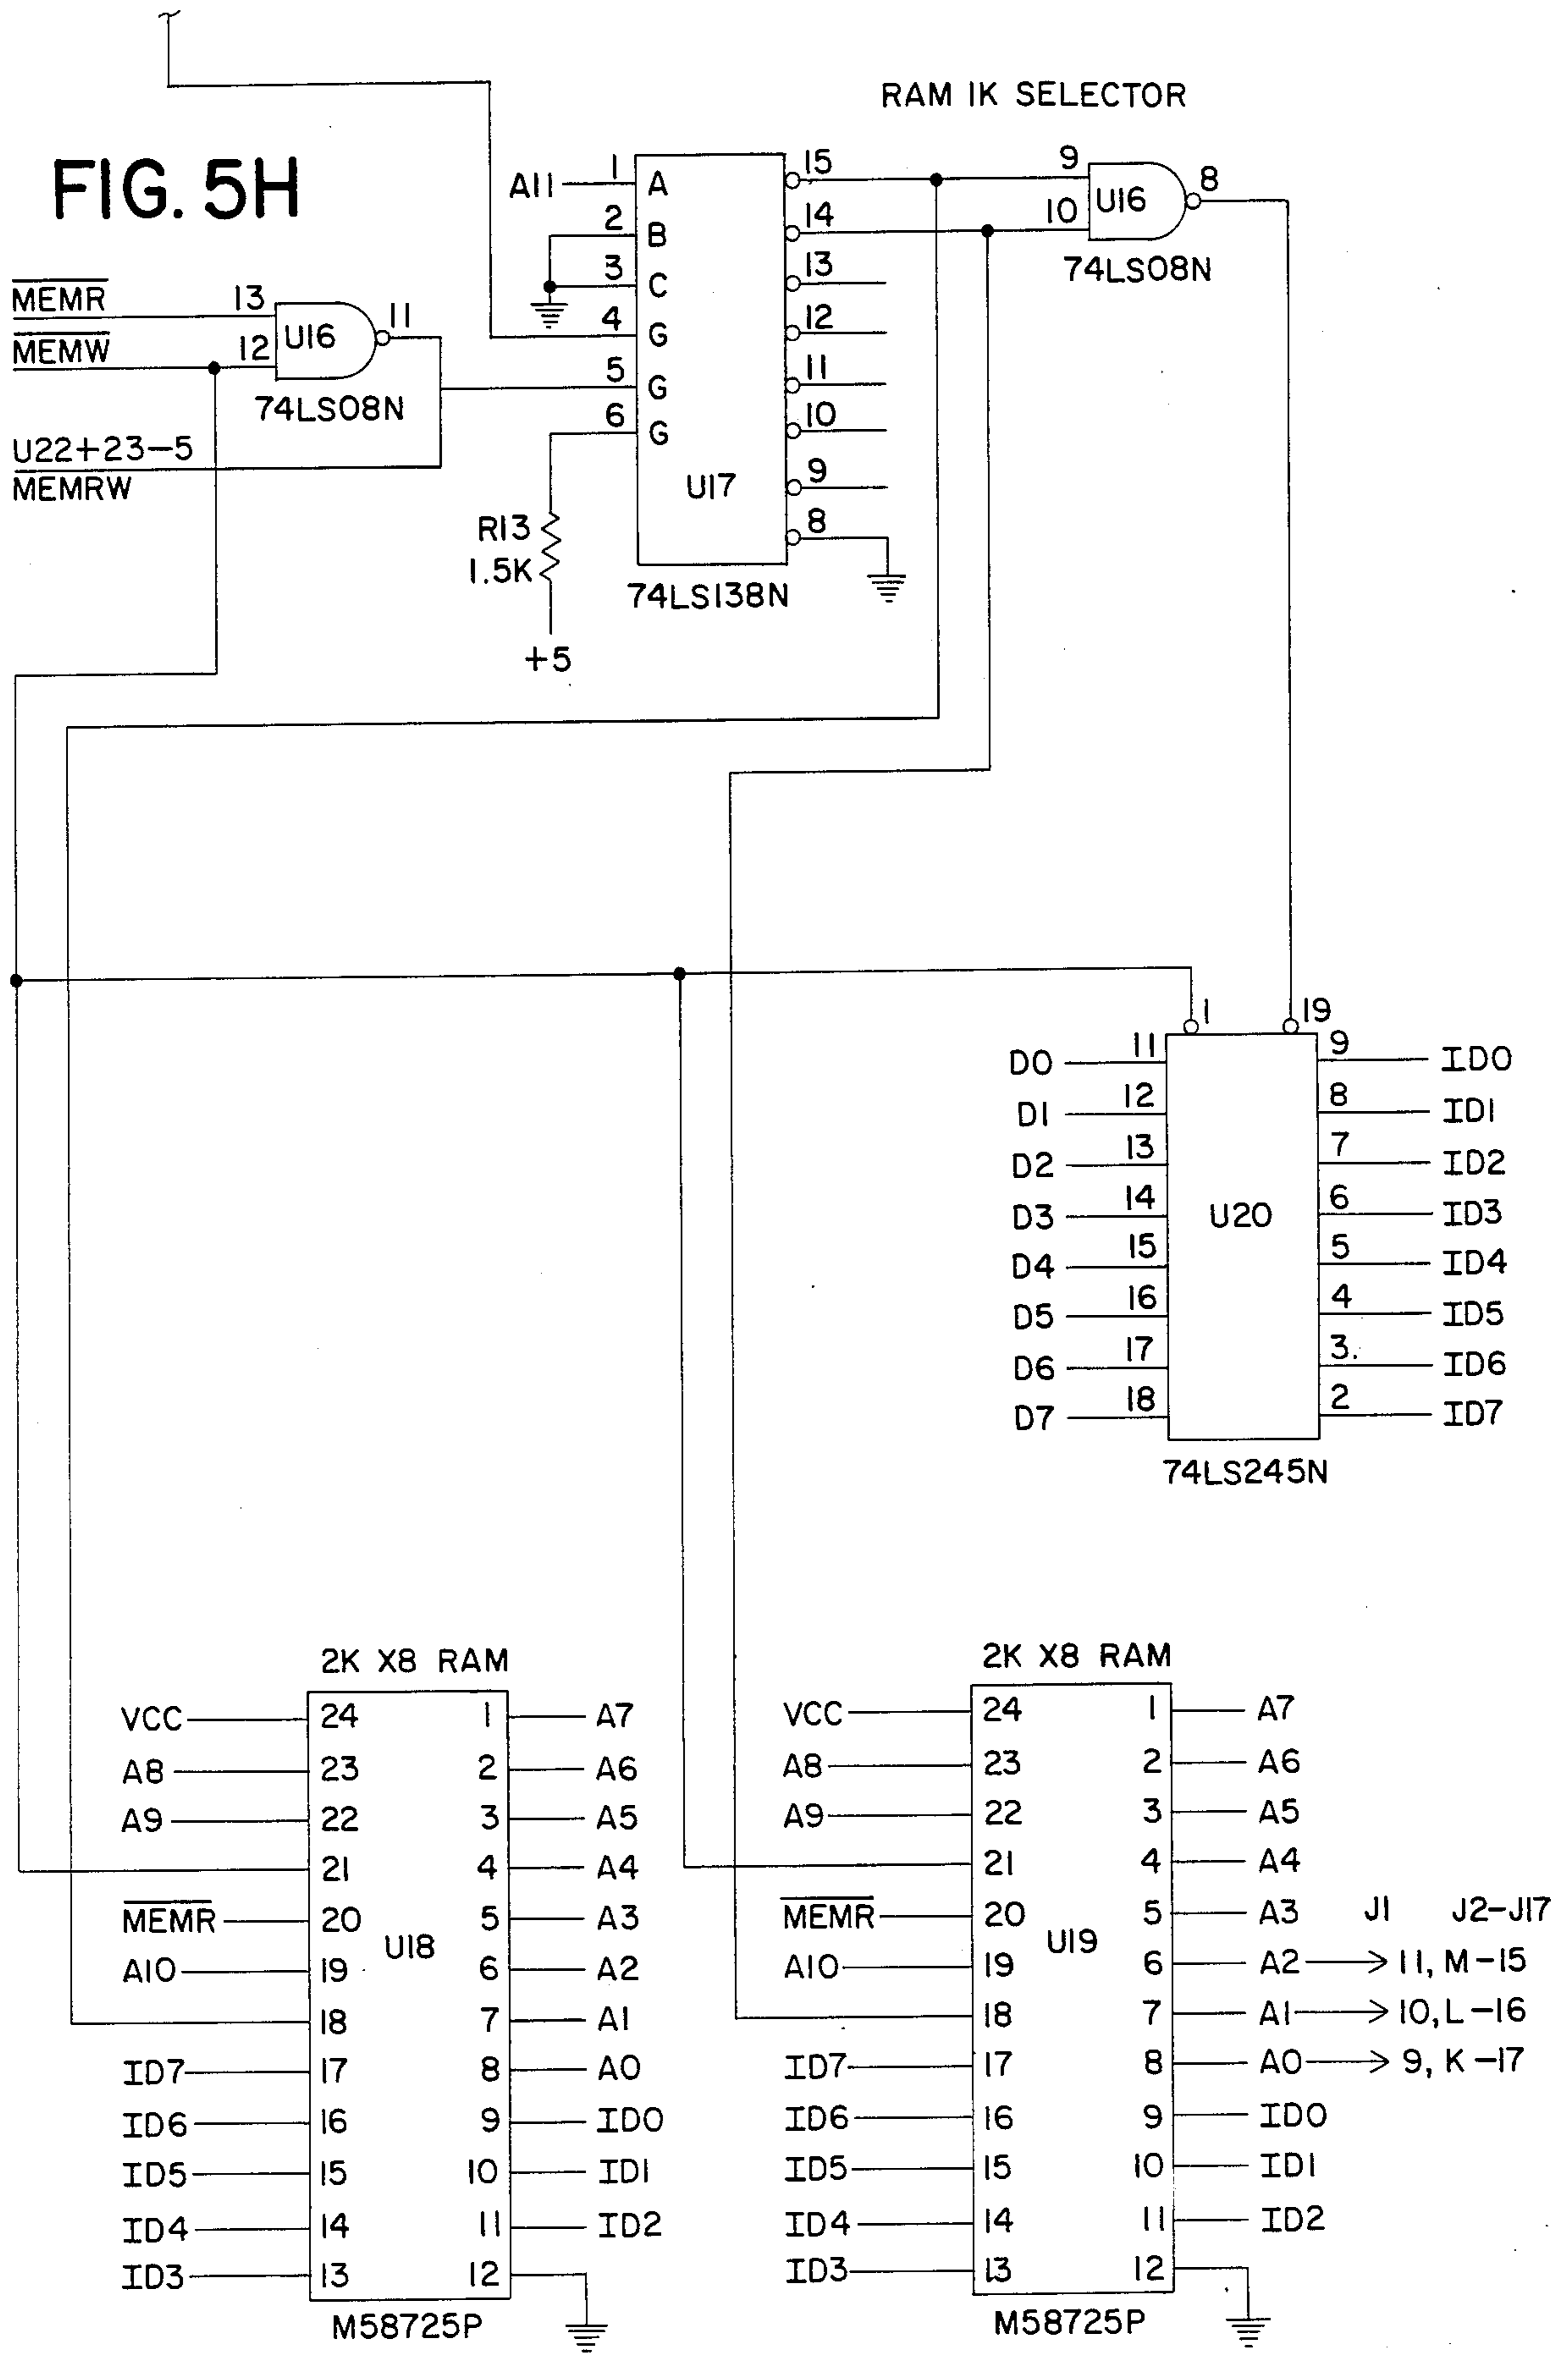 RAM 1K SELECTOR
FIG. 5H
A11 1 A 15 9 U16 8
2 B 14 10
3 C 13 74LS08N
MEMR 13 U16 11 4 G 12
MEMW 12 5 G 11
74LS08N 6 G 10
U22+23-5 U17 9
MEMRW 8
R13
1.5K
74LS138N
+5
1 19
D0 11 9 ID0
D1 12 8 ID1
D2 13 7 ID2
D3 14 U20 6 ID3
D4 15 5 ID4
D5 16 4 ID5
D6 17 3. ID6
D7 18 2 ID7
74LS245N
2K X8 RAM
VCC 24 1 A7
A8 23 2 A6
A9 22 3 A5
21 4 A4
MEMR 20 5 A3
U18
A10 19 6 A2
18 7 A1
ID7 17 8 A0
ID6 16 9 ID0
ID5 15 10 ID1
ID4 14 11 ID2
ID3 13 12
M58725P
2K X8 RAM
VCC 24 1 A7
A8 23 2 A6
A9 22 3 A5
21 4 A4
MEMR 20 5 A3 J1 J2-J17
U19
A10 19 6 A2 11, M-15
18 7 A1 10, L-16
ID7 17 8 A0 9, K-17
ID6 16 9 ID0
ID5 15 10 ID1
ID4 14 11 ID2
ID3 13 12
M58725P